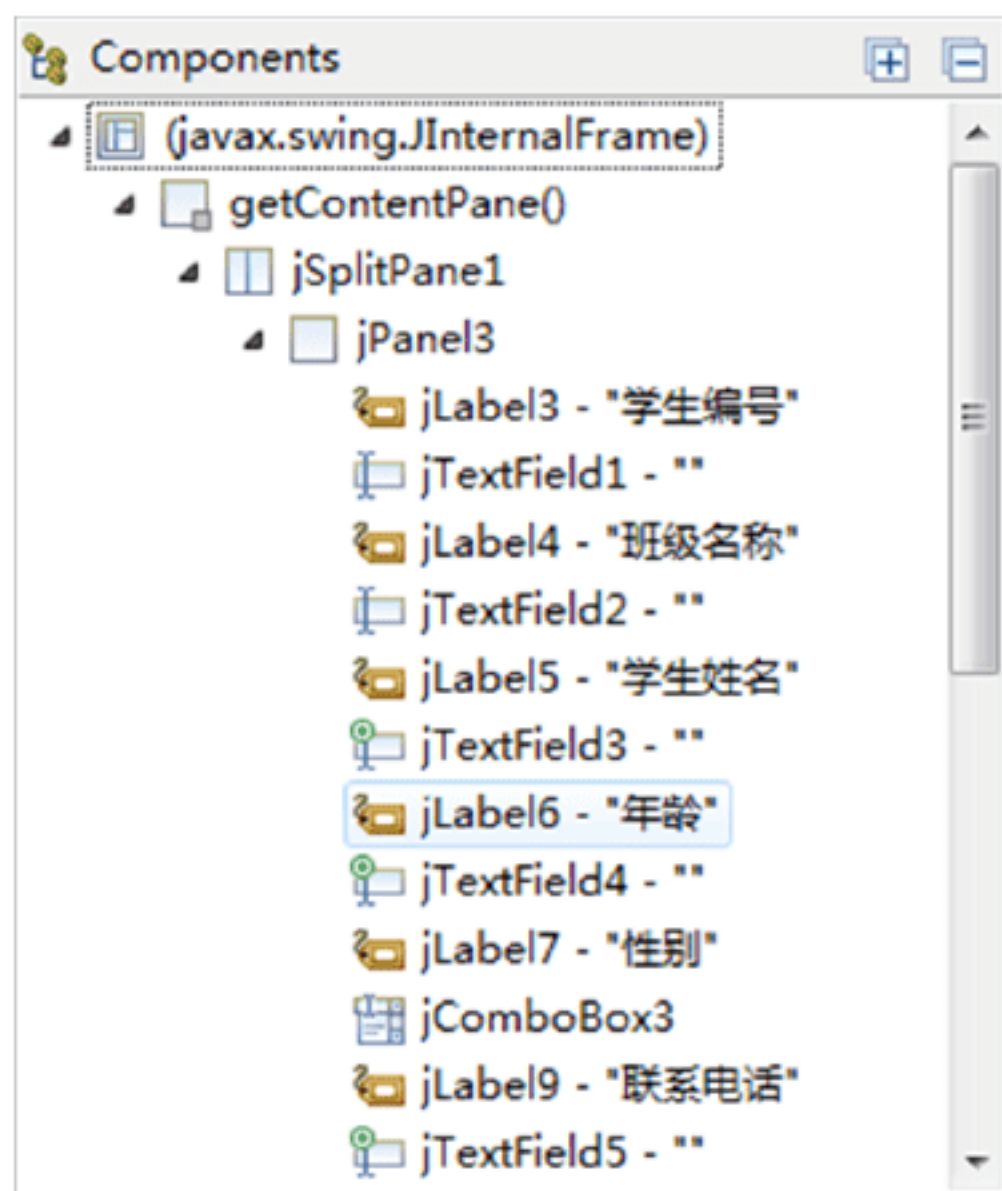 Components
(javax.swing.JInternalFrame)
getContentPane()
jSplitPane1
jPanel3
jLabel3 - "学生编号"
jTextField1 - ""
jLabel4 - "班级名称"
jTextField2 - ""
jLabel5 - "学生姓名"
jTextField3 - ""
jLabel6 - "年龄"
jTextField4 - ""
jLabel7 - "性别"
jComboBox3
jLabel9 - "联系电话"
jTextField5 - ""